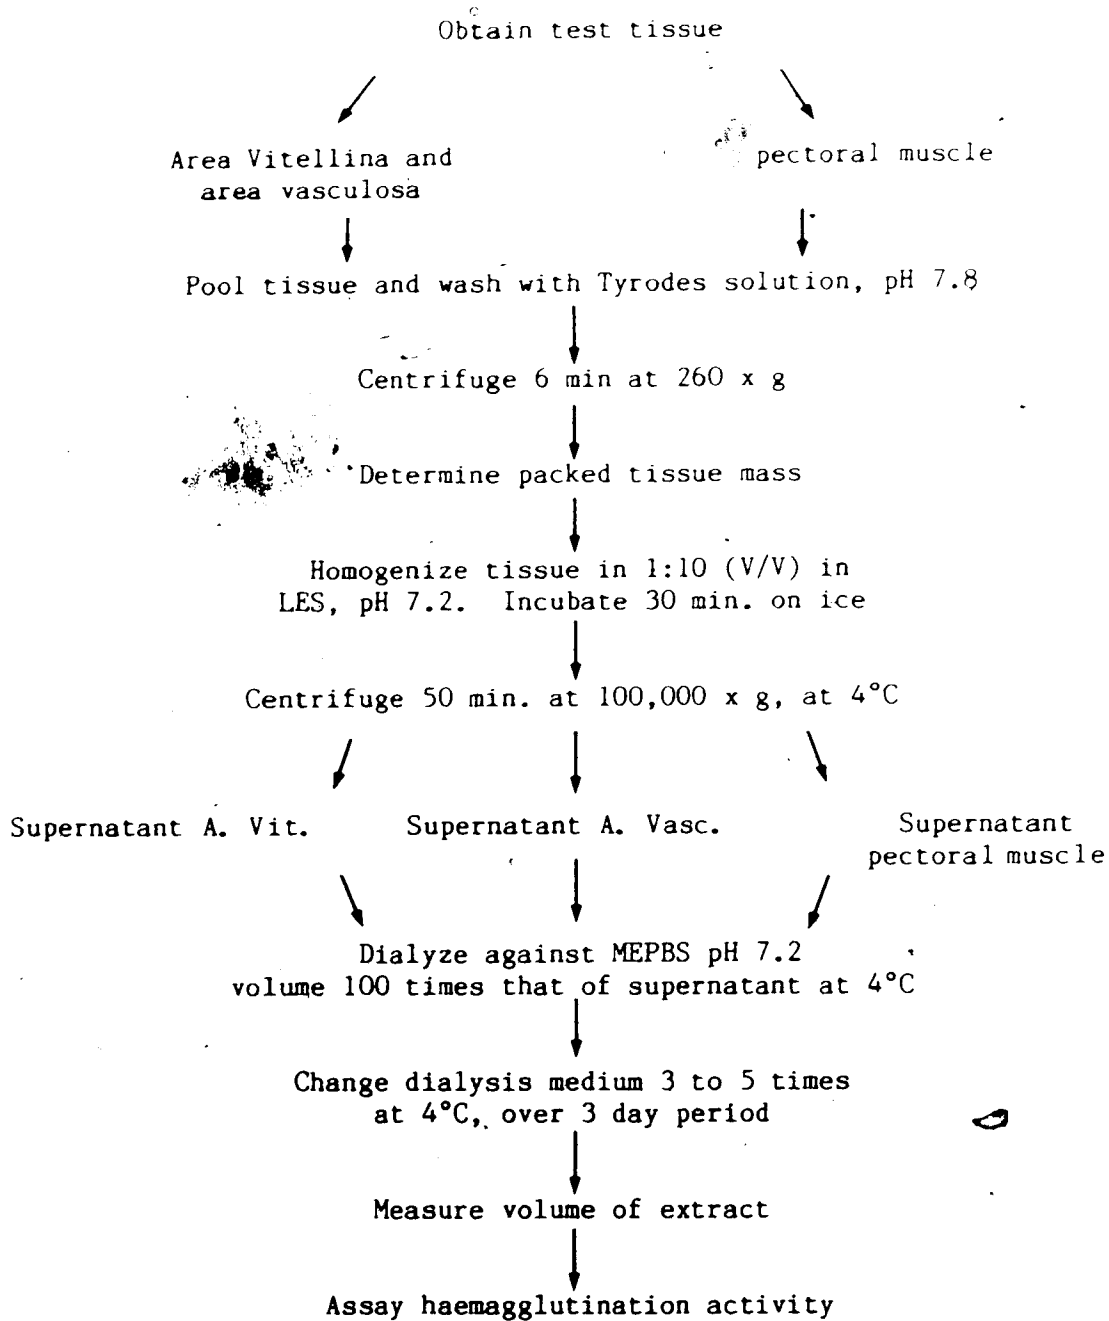 Obtain test tissue
Area Vitellina and
area vasculosa
pectoral muscle
Pool tissue and wash with Tyrodes solution, pH 7.8
Centrifuge 6 min at 260 x g
Determine packed tissue mass
Homogenize tissue in 1:10 (V/V) in
LES, pH 7.2. Incubate 30 min. on ice
Centrifuge 50 min. at 100,000 x g, at 4°C
Supernatant A. Vit.
Supernatant A. Vasc.
Supernatant
pectoral muscle
Dialyze against MEPBS pH 7.2
volume 100 times that of supernatant at 4°C
Change dialysis medium 3 to 5 times
at 4°C, over 3 day period
Measure volume of extract
Assay haemagglutination activity